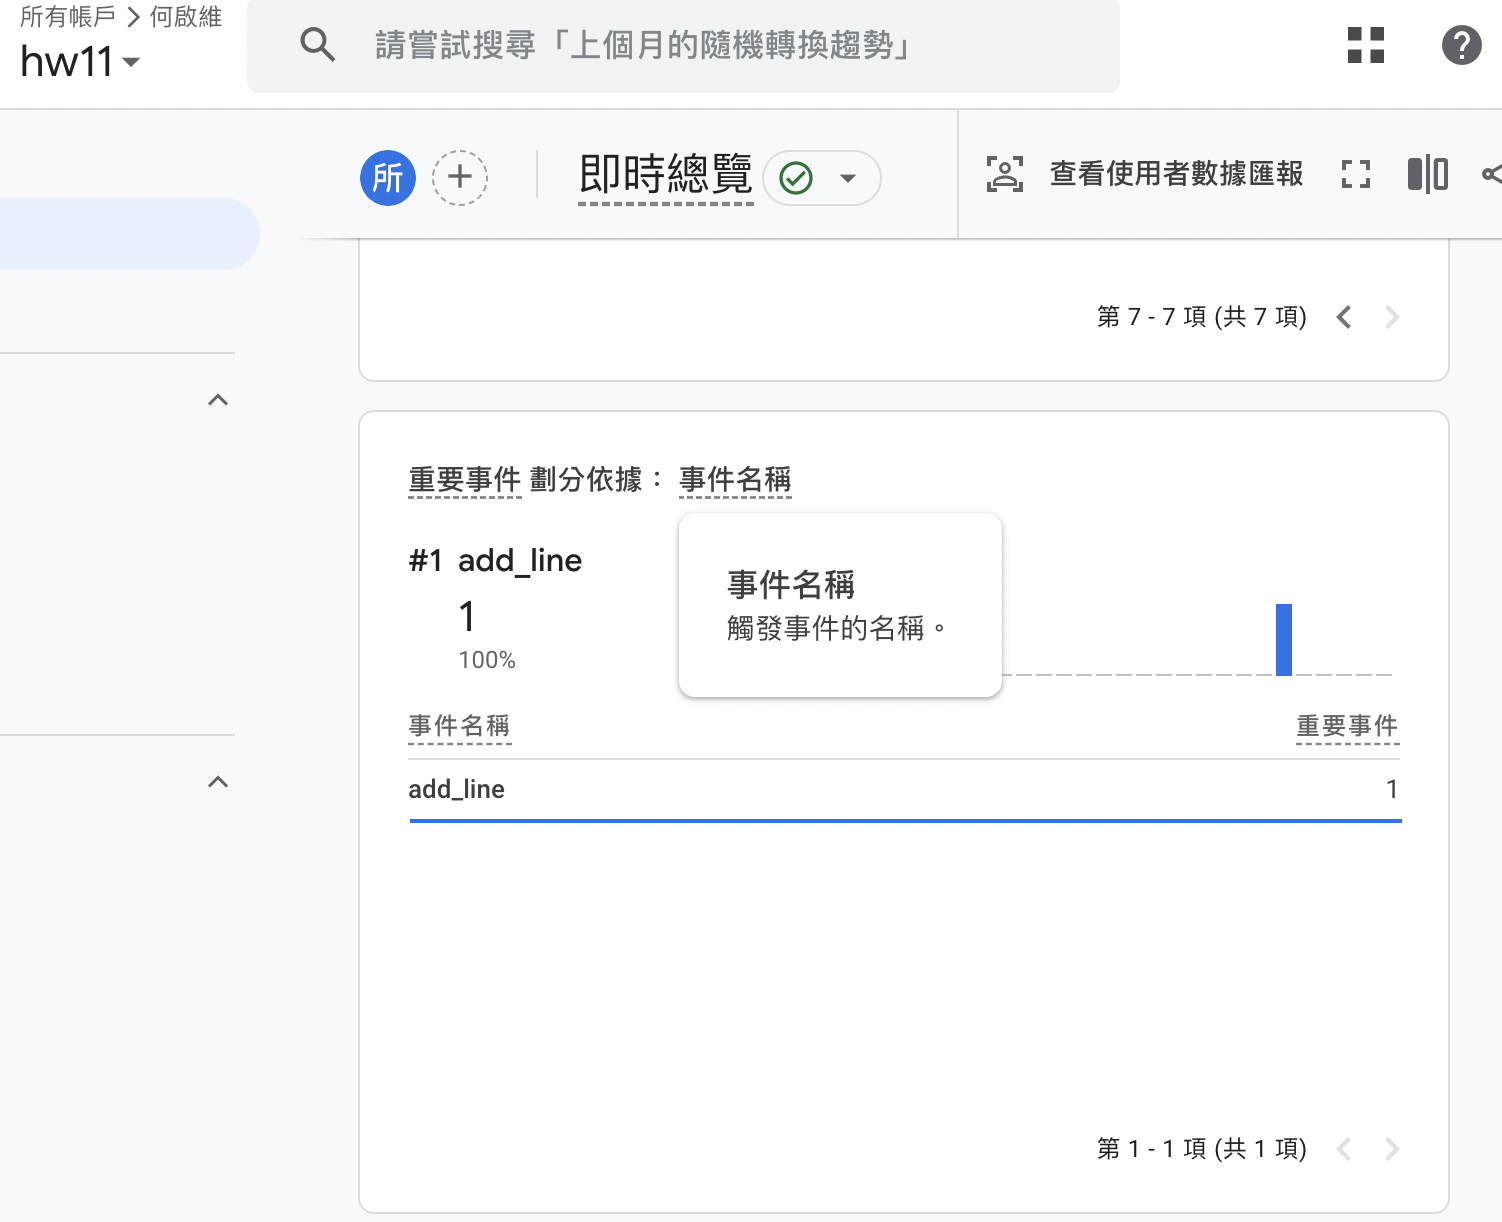 所有帳戶 > 何啟維
hw11
請嘗試搜尋「上個月的隨機轉換趨勢」
所
即時總覽
查看使用者數據匯報
第 7 - 7 項 (共 7 項)
重要事件 劃分依據： 事件名稱
#1 add_line
1
100%
事件名稱
觸發事件的名稱。
事件名稱 重要事件
add_line 1
第 1 - 1 項 (共 1 項)